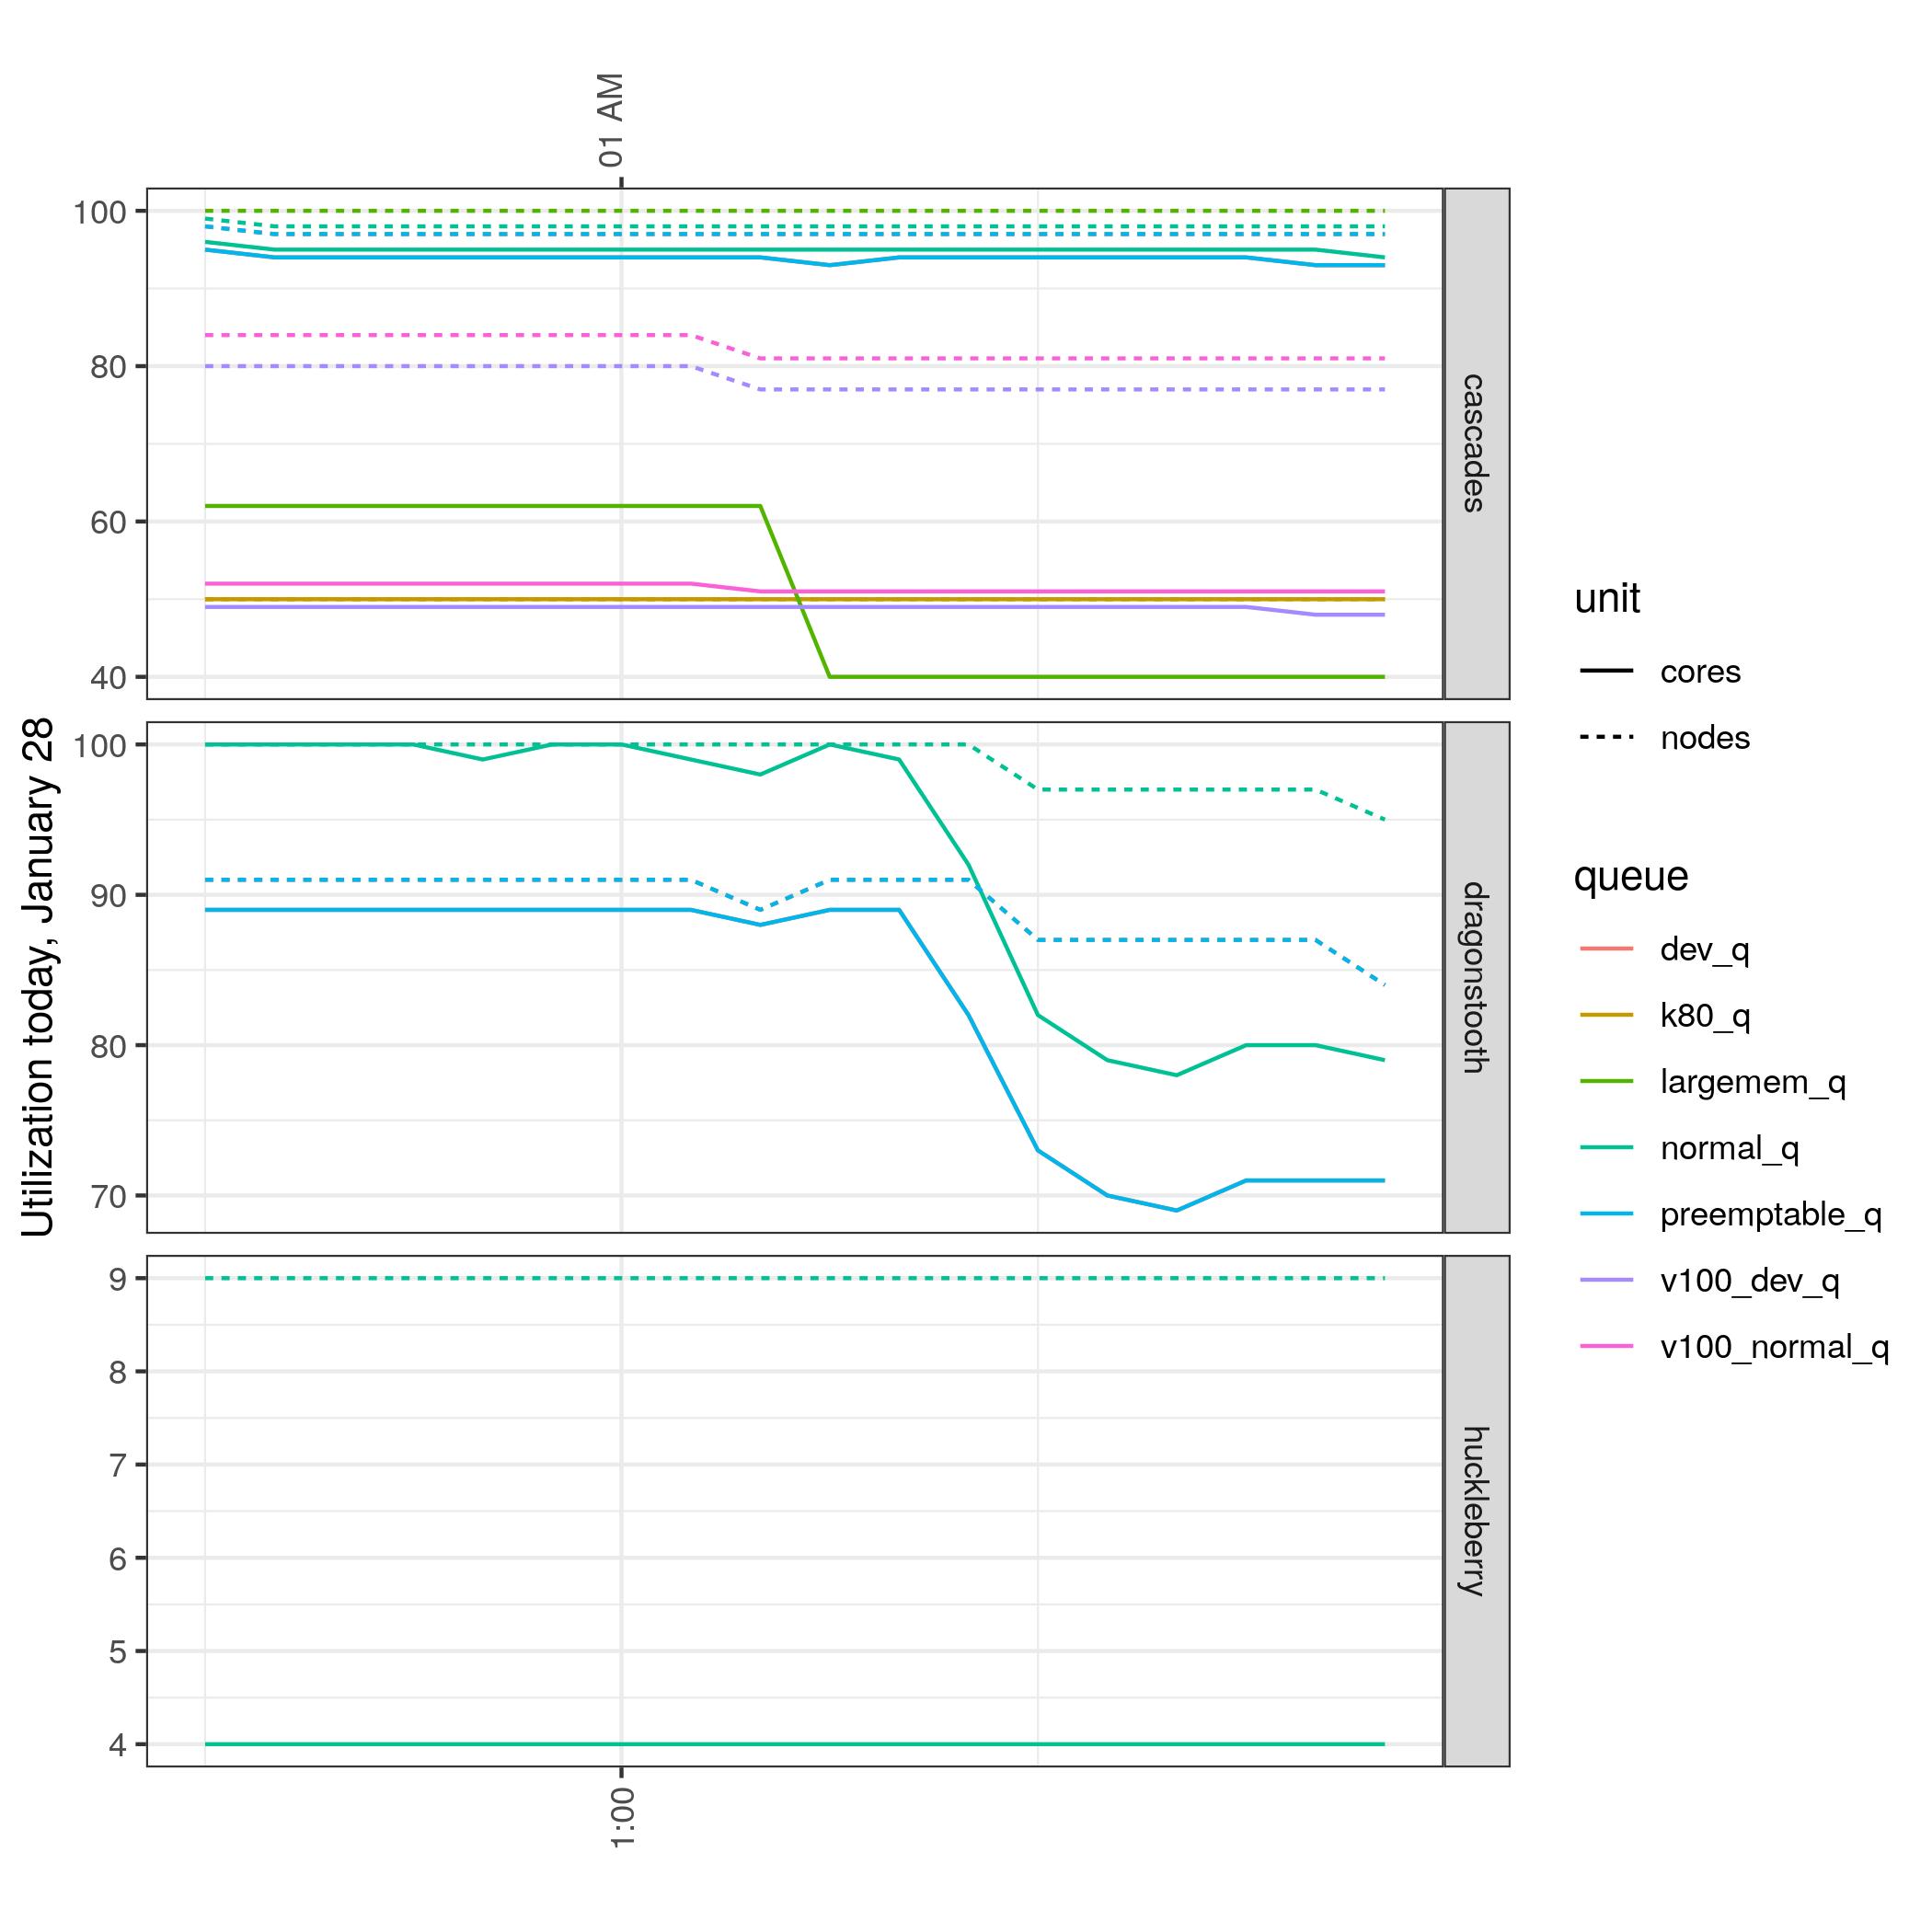 01 AM
Utilization today, January 28
100
80
60
40
cascades
100
90
80
70
dragonstooth
9
8
7
6
5
4
huckleberry
1:00
unit
cores
nodes
queue
dev_q
k80_q
largemem_q
normal_q
preemptable_q
v100_dev_q
v100_normal_q